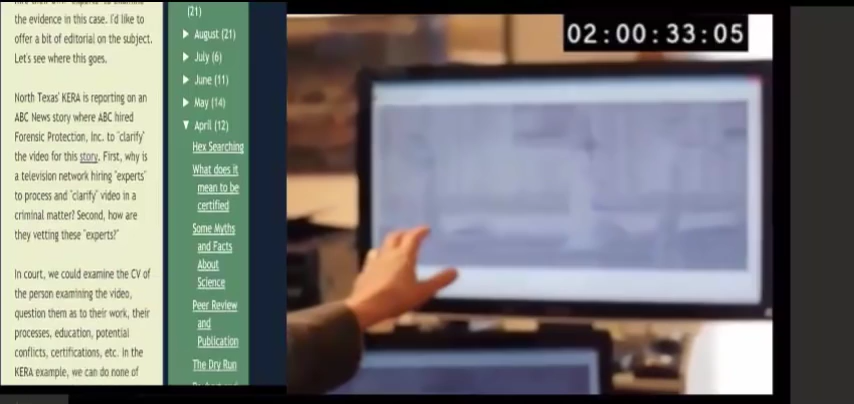 the evidence in this case. I'd like to
offer a bit of editorial on the subject.
Let's see where this goes.
North Texas' KERA is reporting on an
ABC News story where ABC hired
Forensic Protection, Inc. to "clarify"
the video for this story. First, why is
a television network hiring "experts"
to process and "clarify" video in a
criminal matter? Second, how are
they vetting these "experts?"
In court, we could examine the CV of
the person examining the video,
question them as to their work, their
processes, education, potential
conflicts, certifications, etc. In the
KERA example, we can do none of
(21)
► August (21)
► July (6)
► June (11)
► May (14)
▼ April (12)
Hex Searching
What does it
mean to be
certified
Some Myths
and Facts
About
Science
Peer Review
and
Publication
The Dry Run
02:00:33:05